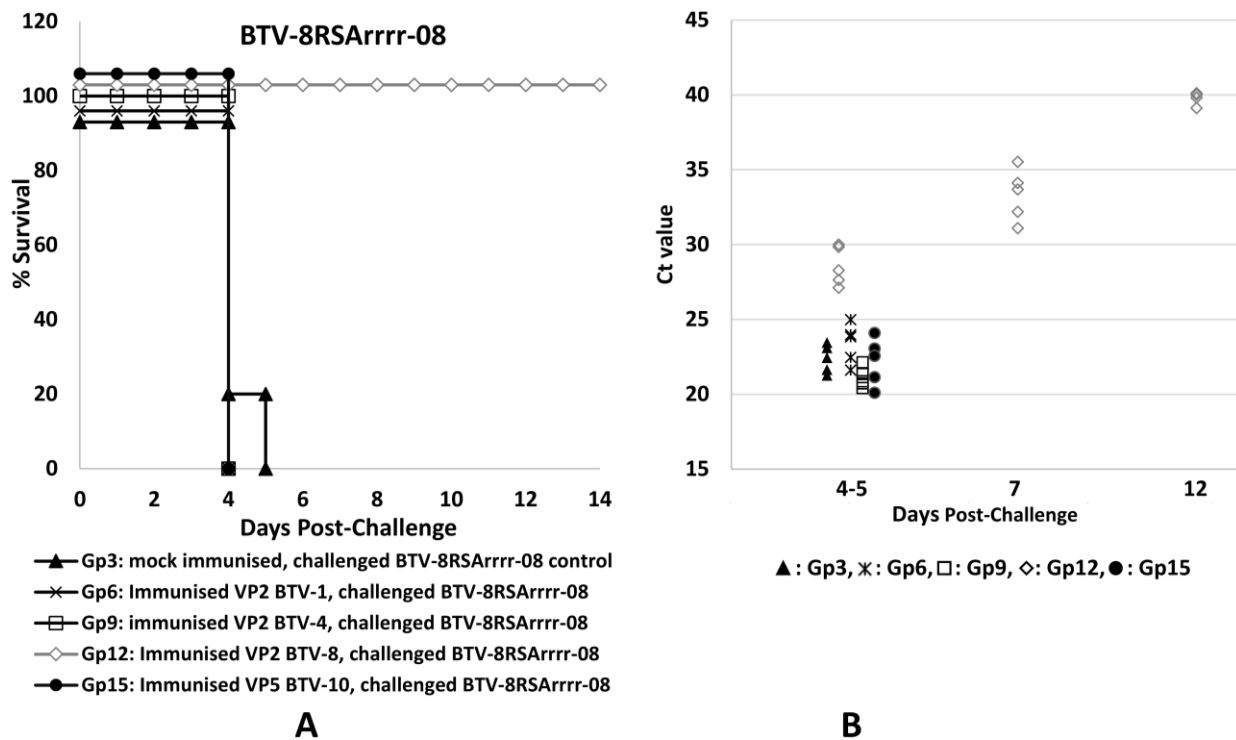 BTV-8RSArrrr-08
% Survival
120
100
80
60
40
20
0
0 2 4 6 8 10 12 14
Days Post-Challenge
Gp3: mock immunised, challenged BTV-8RSArrrr-08 control
Gp6: Immunised VP2 BTV-1, challenged BTV-8RSArrrr-08
Gp9: immunised VP2 BTV-4, challenged BTV-8RSArrrr-08
Gp12: Immunised VP2 BTV-8, challenged BTV-8RSArrrr-08
Gp15: Immunised VP5 BTV-10, challenged BTV-8RSArrrr-08
A
Ct value
45
40
35
30
25
20
15
4-5 7 12
Days Post-Challenge
: Gp3, : Gp6, : Gp9, : Gp12, : Gp15
B